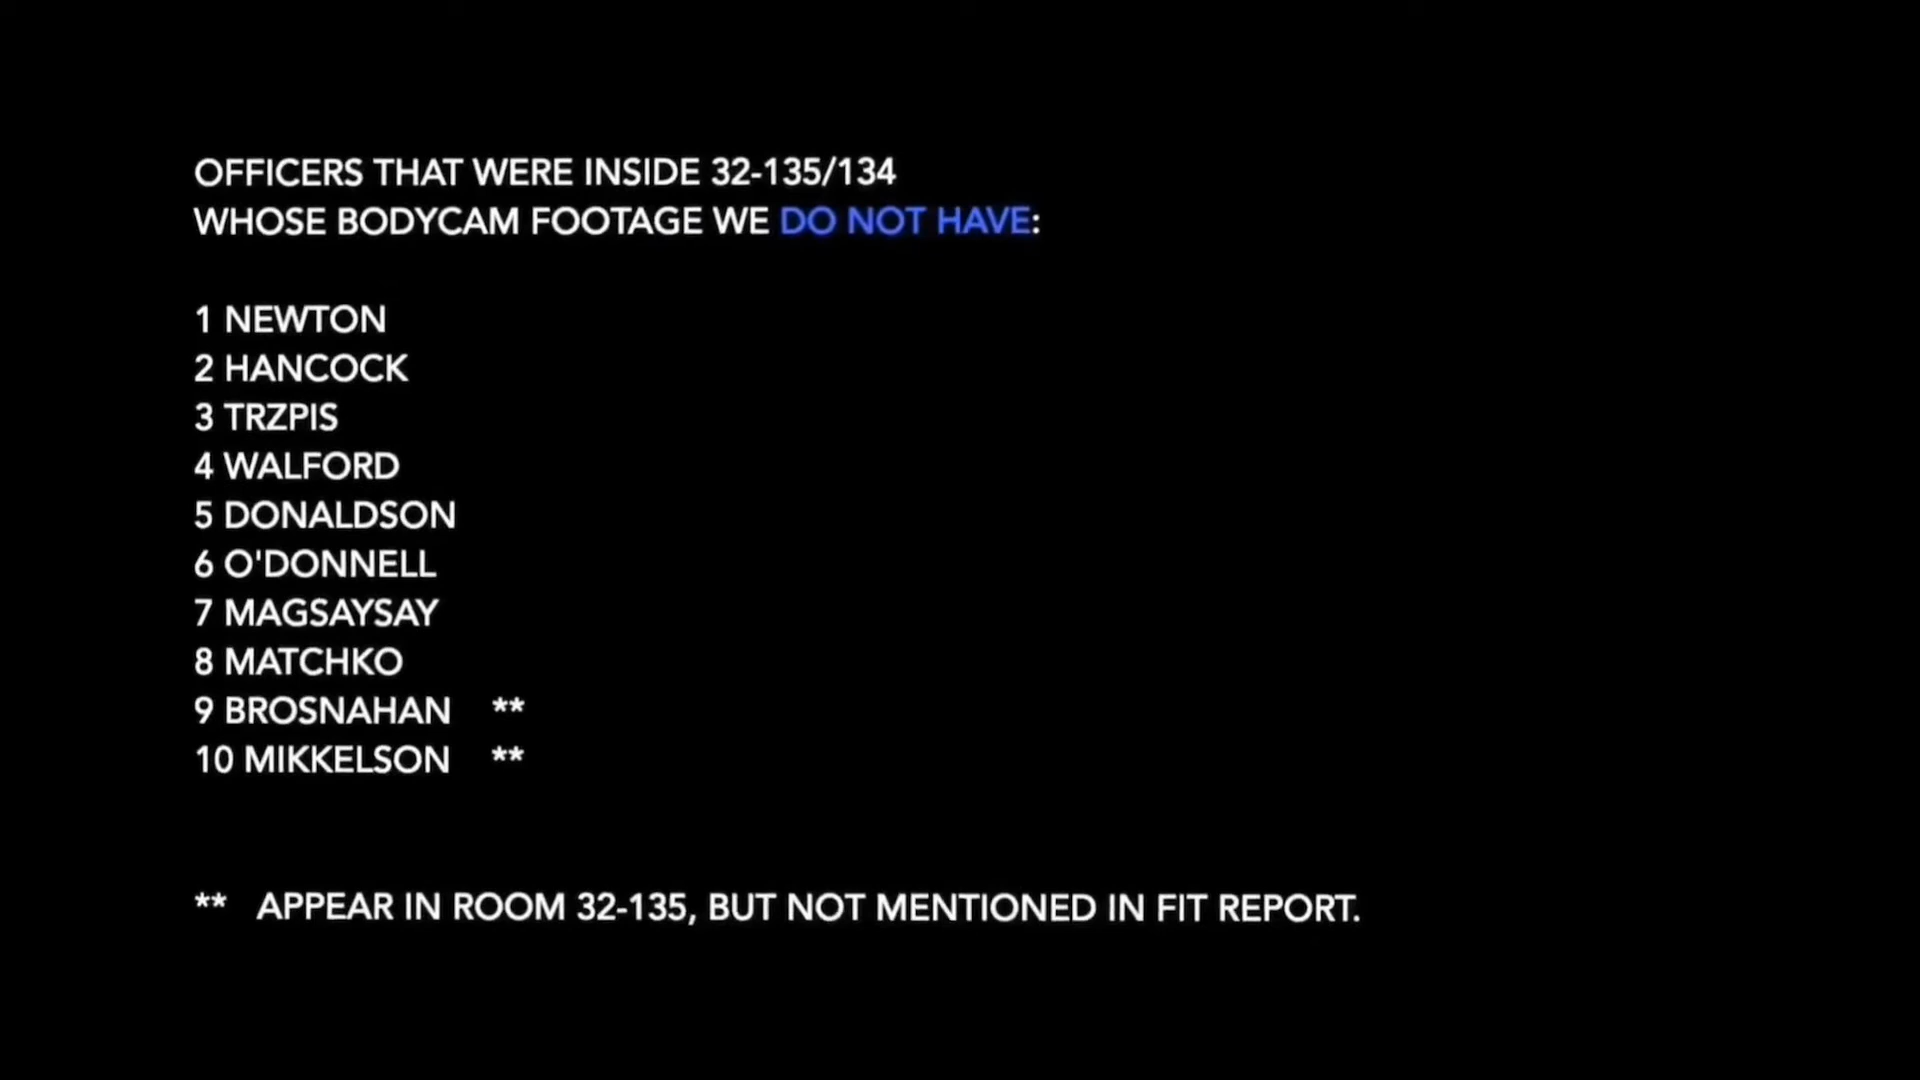 OFFICERS THAT WERE INSIDE 32-135/134
WHOSE BODYCAM FOOTAGE WE DO NOT HAVE:
1 NEWTON
2 HANCOCK
3 TRZPIS
4 WALFORD
5 DONALDSON
6 O'DONNELL
7 MAGSAYSAY
8 MATCHKO
9 BROSNAHAN **
10 MIKKELSON **
** APPEAR IN ROOM 32-135, BUT NOT MENTIONED IN FIT REPORT.